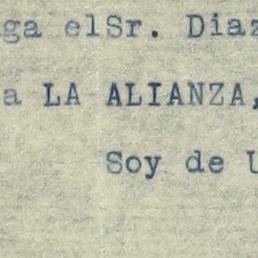 ga elSr. Diaz
a LA ALIANZA,
Soy de U